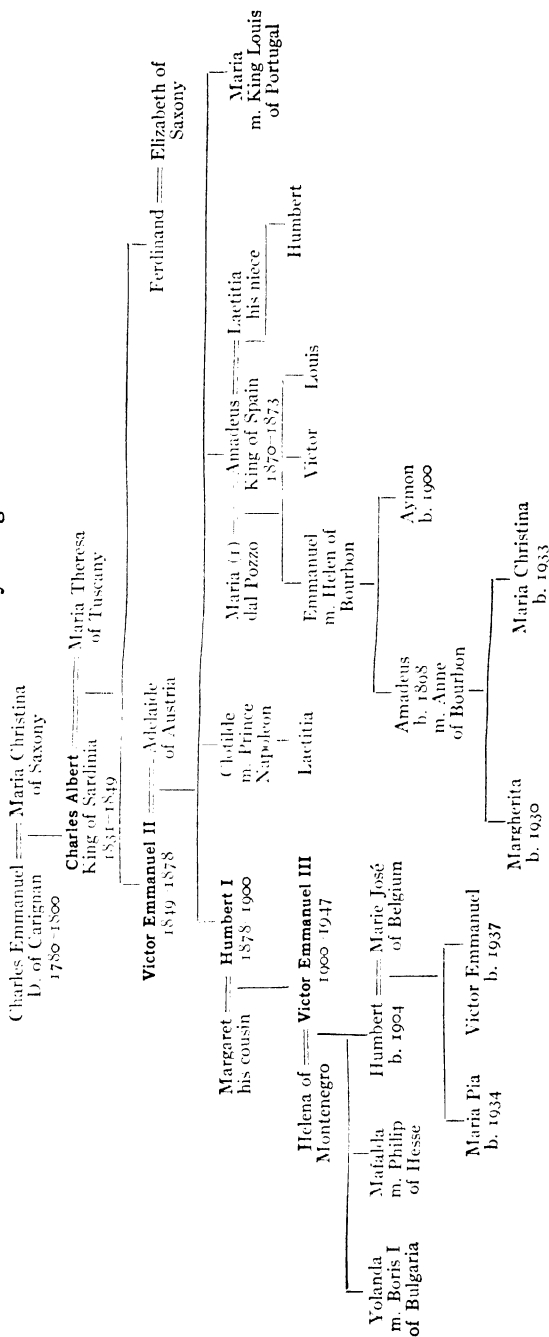 Charles Emmanuel Maria Christina
D. of Carignan of Saxony
1780-1800
Charles Albert Maria Theresa
King of Sardinia of Tuscany
1831-1849
Victor Emmanuel II Adelaide
1849 1878 of Austria
Ferdinand Elizabeth of
Saxony
Margaret Humbert I
his cousin 1878 1900
Clotilde
m. Prince
Napoleon
Maria (1) Amadeus Laetitia
dal Pozzo King of Spain his niece
1870-1873
Maria
m. King Louis
of Portugal
Helena of Victor Emmanuel III
Montenegro 1900 1947
Laetitia
Emmanuel
m. Helen of
Bourbon
Victor
Louis
Humbert
Yolanda
m. Boris I
of Bulgaria
Mafalda
m. Philip
of Hesse
Humbert Marie José
b. 1904 of Belgium
Amadeus
b. 1808
m. Anne
of Bourbon
Aymon
b. 1900
Maria Pia
b. 1934
Victor Emmanuel
b. 1937
Margherita
b. 1930
Maria Christina
b. 1933